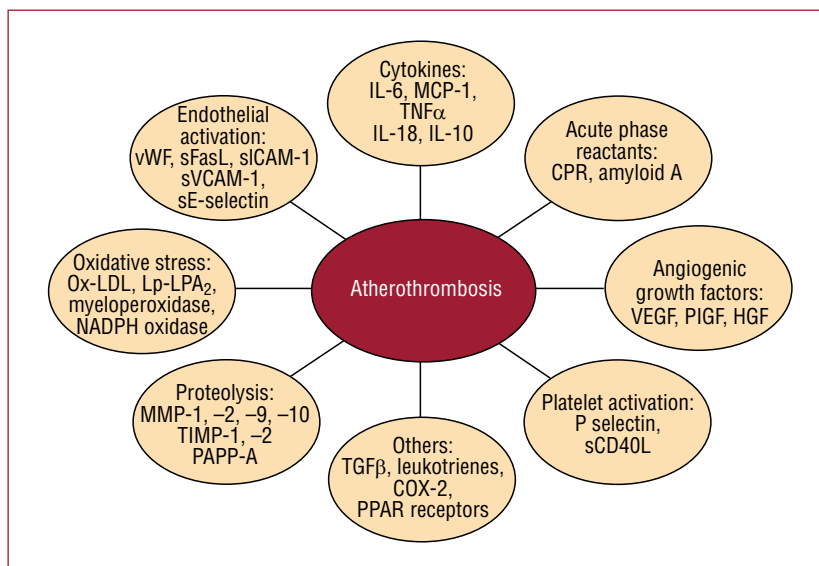 Cytokines:
IL-6, MCP-1,
TNFα
IL-18, IL-10
Endothelial
activation:
vWF, sFasL, sICAM-1
sVCAM-1,
sE-selectin
Acute phase
reactants:
CPR, amyloid A
Oxidative stress:
Ox-LDL, Lp-LPA₂,
myeloperoxidase,
NADPH oxidase
Atherothrombosis
Angiogenic
growth factors:
VEGF, PIGF, HGF
Proteolysis:
MMP-1, –2, –9, –10
TIMP-1, –2
PAPP-A
Others:
TGFβ, leukotrienes,
COX-2,
PPAR receptors
Platelet activation:
P selectin,
sCD40L